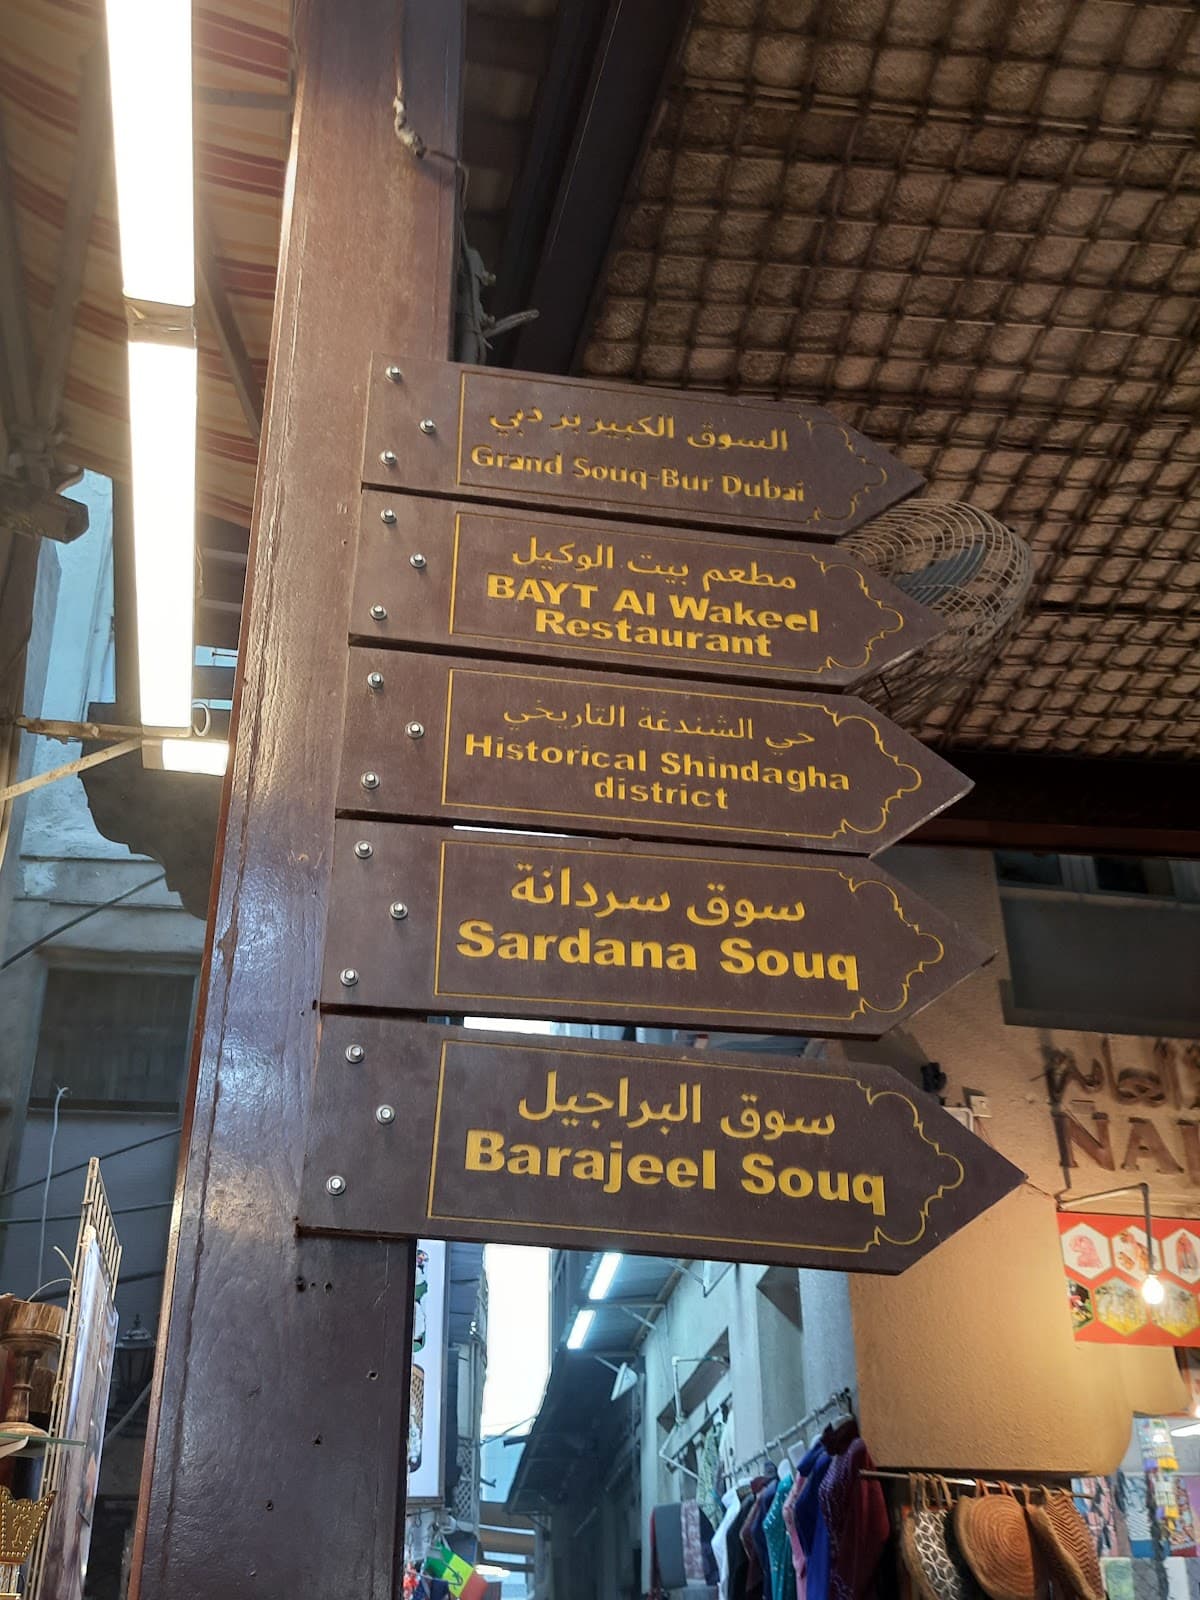 السوق الكبير بر دبي
Grand Souq-Bur Dubai
مطعم بيت الوكيل
BAYT Al Wakeel
Restaurant
حي الشندغة التاريخي
Historical Shindagha
district
سوق سردانة
Sardana Souq
سوق البراجيل
Barajeel Souq